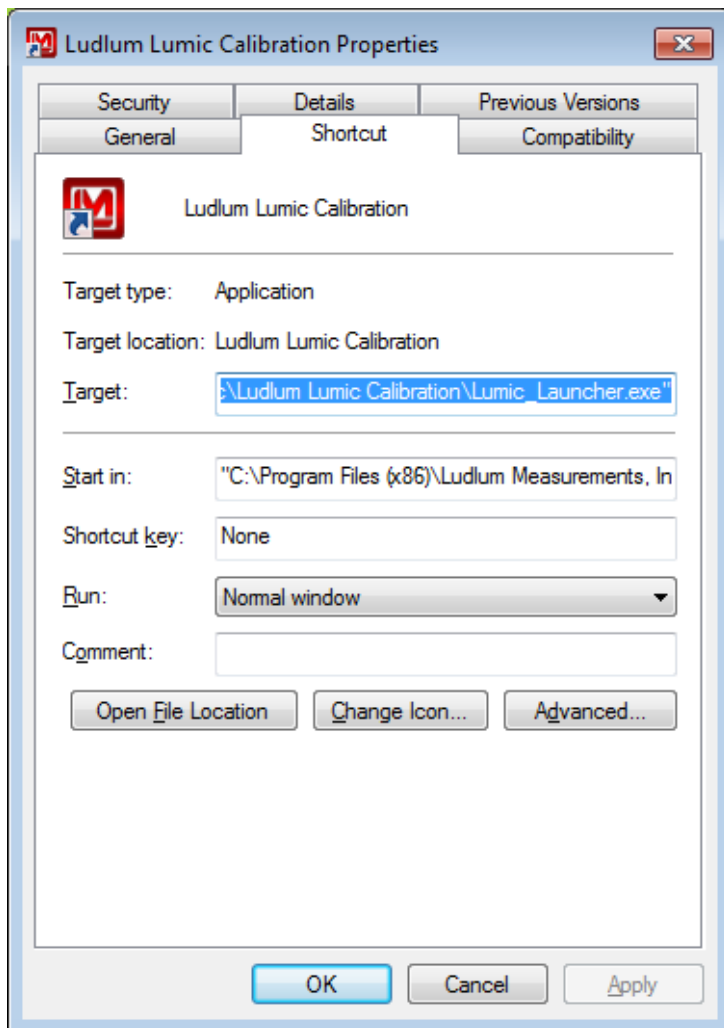 Ludlum Lumic Calibration Properties
Security Details Previous Versions
General Shortcut Compatibility
Ludlum Lumic Calibration
Target type: Application
Target location: Ludlum Lumic Calibration
Target: c\Ludlum Lumic Calibration\Lumic_Launcher.exe"
Start in: "C:\Program Files (x86)\Ludlum Measurements, In
Shortcut key: None
Run: Normal window
Comment:
Open File Location Change Icon... Advanced...
OK Cancel Apply